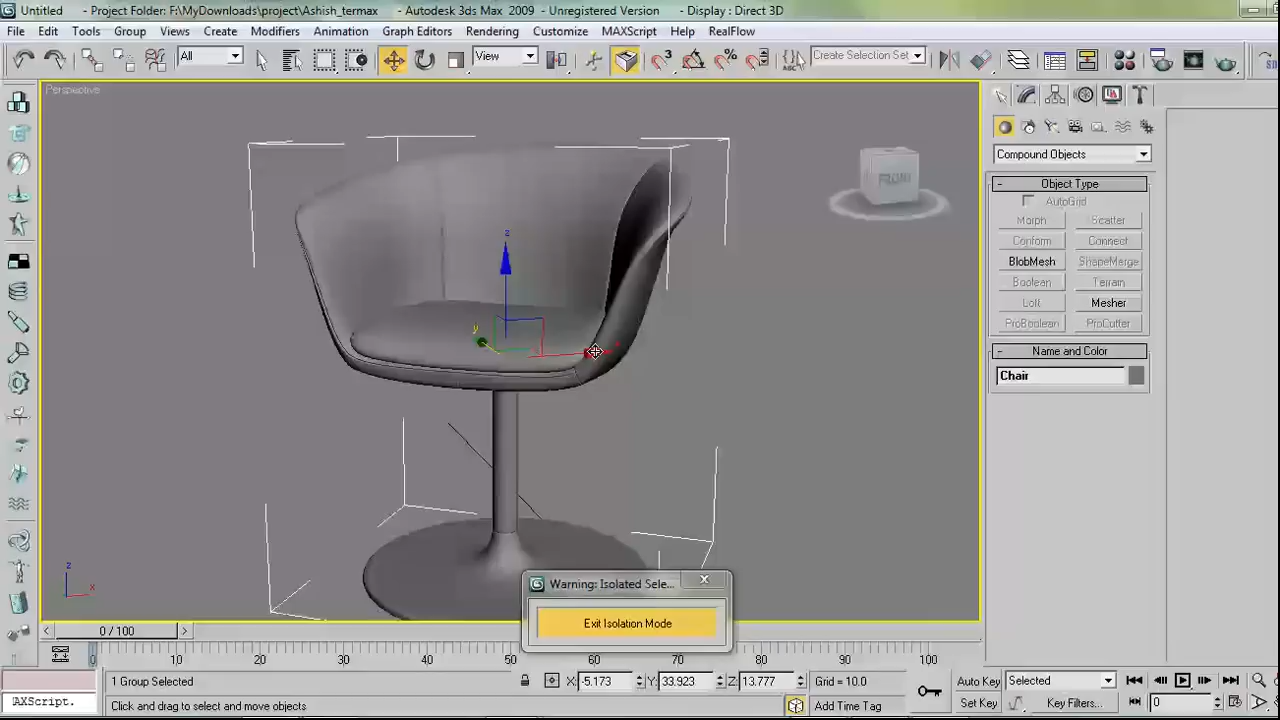 Untitled - Project Folder: F:\MyDownloads\project\Ashish_termax - Autodesk 3ds Max 2009 - Unregistered Version - Display : Direct 3D
File Edit Tools Group Views Create Modifiers Animation Graph Editors Rendering Customize MAXScript Help RealFlow
All View Create Selection Set
Perspective
FRONT
Compound Objects
- Object Type
AutoGrid
Morph Scatter
Conform Connect
BlobMesh ShapeMerge
Boolean Terrain
Loft Mesher
ProBoolean ProCutter
- Name and Color
Chair
z
y
x
z
x
Warning: Isolated Sele...
Exit Isolation Mode
0 / 100
0 10 20 30 40 50 60 70 80 90 100
1 Group Selected X: -5.173 Y: 33.923 Z: 13.777 Grid = 10.0 Auto Key Selected
AXScript. Click and drag to select and move objects Add Time Tag Set Key Key Filters... 0